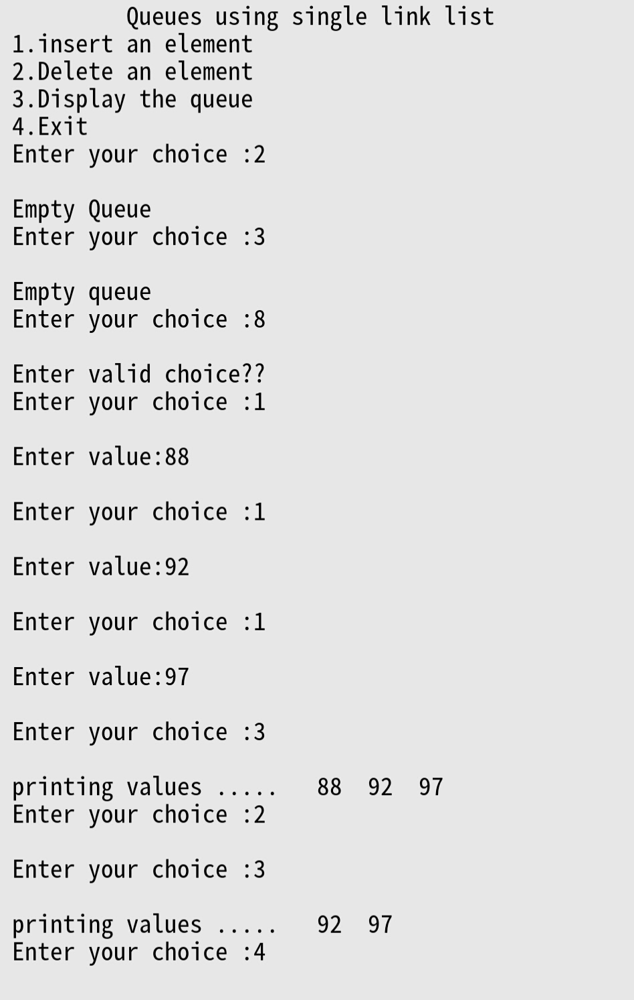 Queues using single link list
1.insert an element
2.Delete an element
3.Display the queue
4.Exit
Enter your choice :2
Empty Queue
Enter your choice :3
Empty queue
Enter your choice :8
Enter valid choice??
Enter your choice :1
Enter value:88
Enter your choice :1
Enter value:92
Enter your choice :1
Enter value:97
Enter your choice :3
printing values .....   88  92  97
Enter your choice :2
Enter your choice :3
printing values .....   92  97
Enter your choice :4